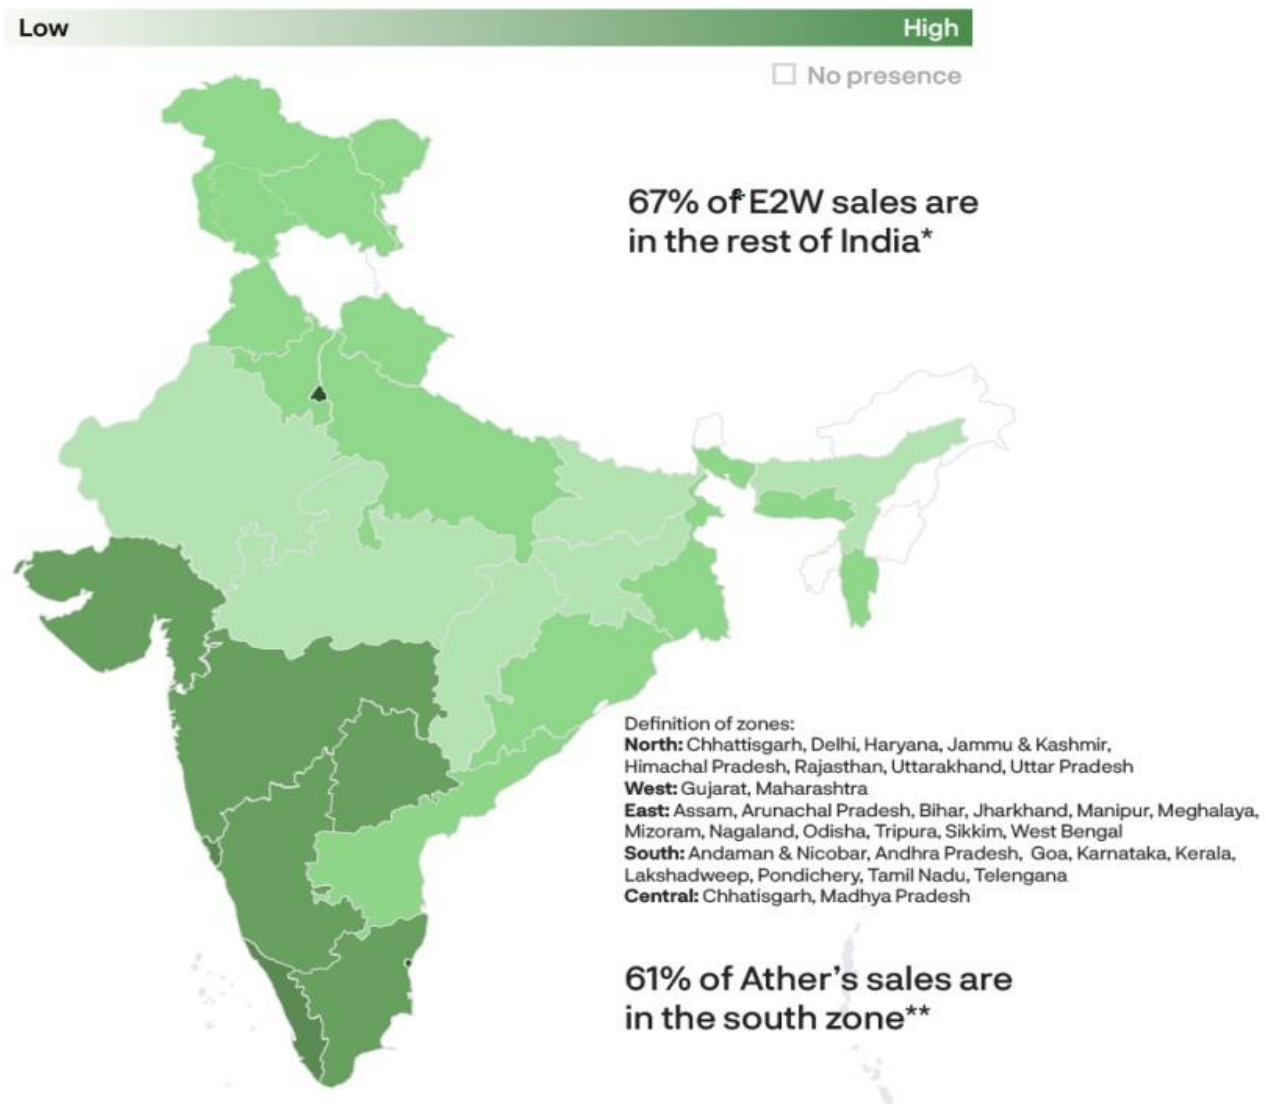 Low
High
No presence
67% of E2W sales are
in the rest of India*
Definition of zones:
North: Chhattisgarh, Delhi, Haryana, Jammu & Kashmir,
Himachal Pradesh, Rajasthan, Uttarakhand, Uttar Pradesh
West: Gujarat, Maharashtra
East: Assam, Arunachal Pradesh, Bihar, Jharkhand, Manipur, Meghalaya,
Mizoram, Nagaland, Odisha, Tripura, Sikkim, West Bengal
South: Andaman & Nicobar, Andhra Pradesh, Goa, Karnataka, Kerala,
Lakshadweep, Pondichery, Tamil Nadu, Telengana
Central: Chhatisgarh, Madhya Pradesh
61% of Ather's sales are
in the south zone**